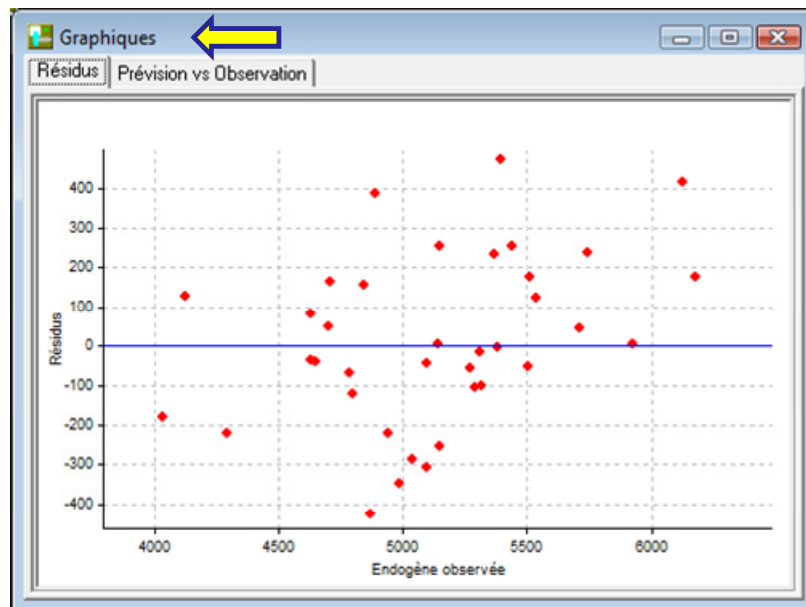 Graphiques
Résidus Prévision vs Observation
400
300
200
100
0
-100
-200
-300
-400
Résidus
4000 4500 5000 5500 6000
Endogène observée